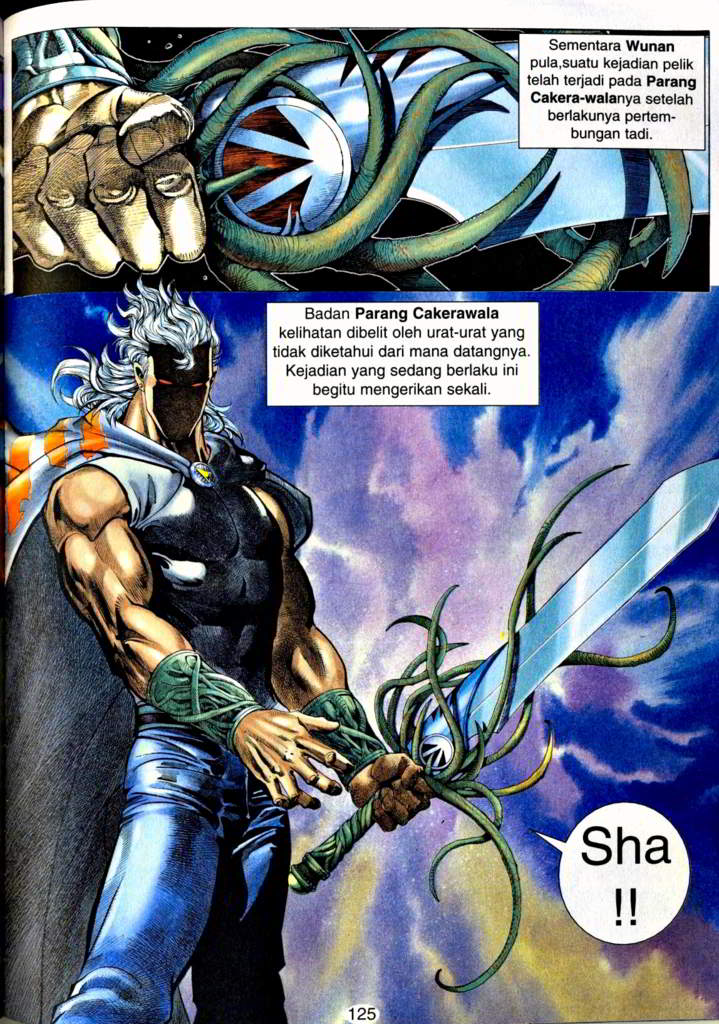 Sementara Wunan
pula,suatu kejadian pelik
telah terjadi pada Parang
Cakera-walanya setelah
berlakunya pertem-
bungan tadi.
Badan Parang Cakerawala
kelihatan dibelit oleh urat-urat yang
tidak diketahui dari mana datangnya.
Kejadian yang sedang berlaku ini
begitu mengerikan sekali.
Sha
!!
125